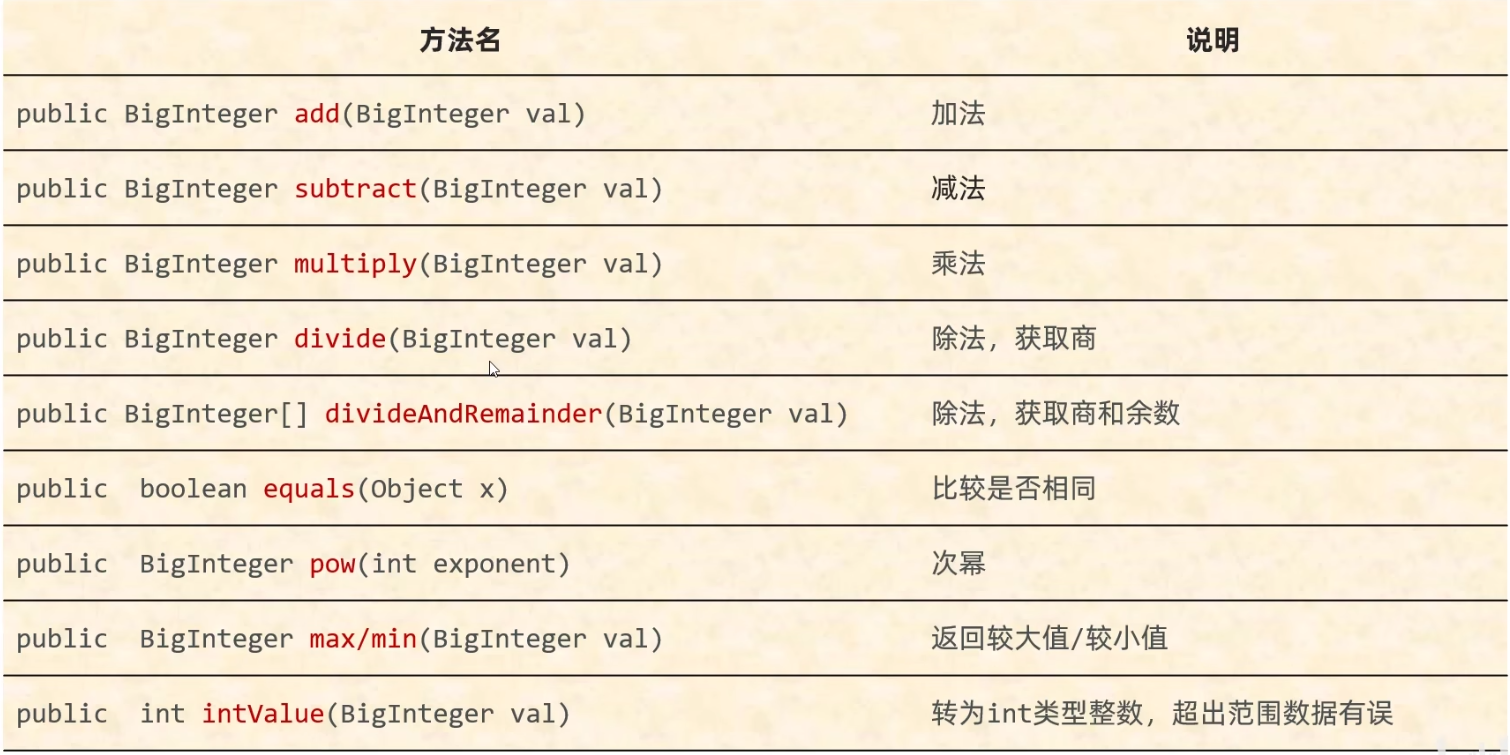 方法名 说明
public BigInteger add(BigInteger val) 加法
public BigInteger subtract(BigInteger val) 减法
public BigInteger multiply(BigInteger val) 乘法
public BigInteger divide(BigInteger val) 除法，获取商
public BigInteger[] divideAndRemainder(BigInteger val) 除法，获取商和余数
public boolean equals(Object x) 比较是否相同
public BigInteger pow(int exponent) 次幂
public BigInteger max/min(BigInteger val) 返回较大值/较小值
public int intValue(BigInteger val) 转为int类型整数，超出范围数据有误